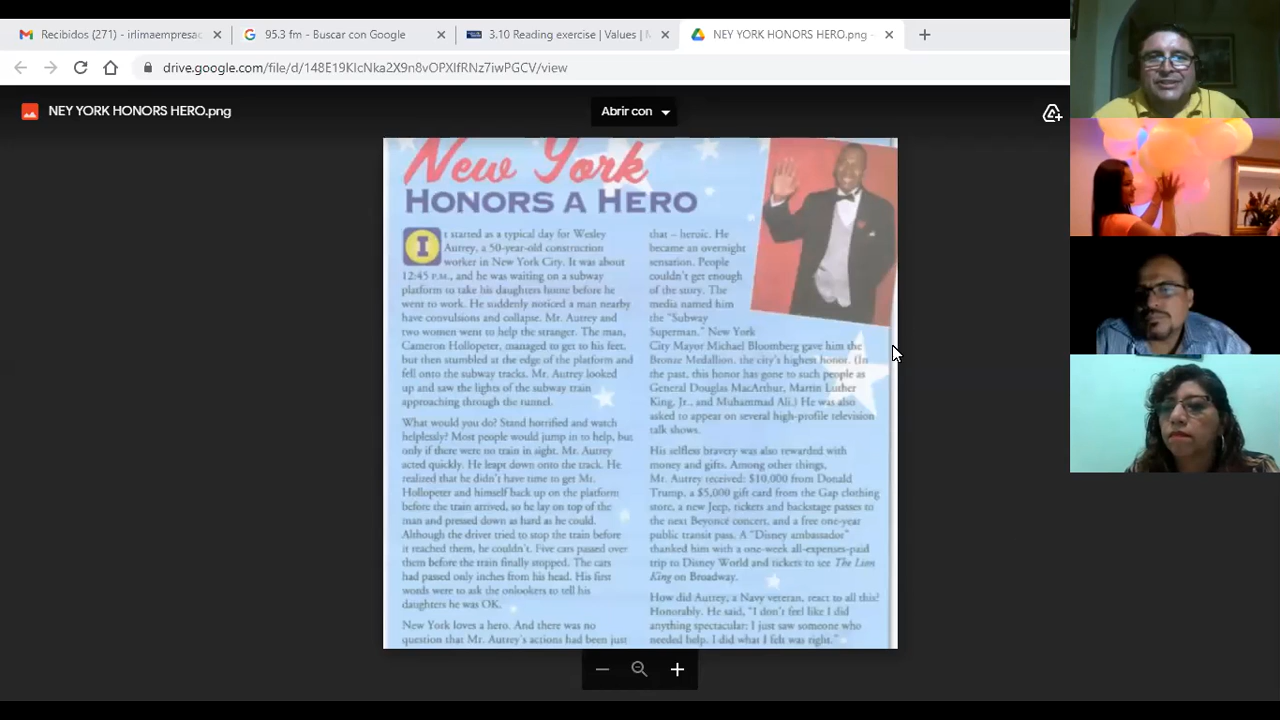 Recibidos (271) - irlimaempresac
95.3 fm - Buscar con Google
3.10 Reading exercise | Values | N
NEY YORK HONORS HERO.png -
drive.google.com/file/d/148E19KIcNka2X9n8vOPXlfRNz7iwPGCV/view
NEY YORK HONORS HERO.png
Abrir con
New York
HONORS A HERO
It started as a typical day for Wesley
Autrey, a 50-year-old construction
worker in New York City. It was about
12:45 P.M., and he was waiting on a subway
platform to take his daughters home before he
went to work. He suddenly noticed a man nearby
have convulsions and collapse. Mr. Autrey and
two women went to help the stranger. The man,
Cameron Hollopeter, managed to get to his feet,
but then stumbled at the edge of the platform and
fell onto the subway tracks. Mr. Autrey looked
up and saw the lights of the subway train
approaching through the tunnel.
What would you do? Stand horrified and watch
helplessly? Most people would jump in to help, but
only if there were no train in sight. Mr. Autrey
acted quickly. He leapt down onto the track. He
realized that he didn't have time to get Mr.
Hollopeter and himself back up on the platform
before the train arrived, so he lay on top of the
man and pressed down as hard as he could.
Although the driver tried to stop the train before
it reached them, he couldn't. Five cars passed over
them before the train finally stopped. The cars
had passed only inches from his head. His first
words were to ask the onlookers to tell his
daughters he was OK.
New York loves a hero. And there was no
question that Mr. Autrey's actions had been just
that – heroic. He
became an overnight
sensation. People
couldn't get enough
of the story. The
media named him
the "Subway
Superman." New York
City Mayor Michael Bloomberg gave him the
Bronze Medallion, the city's highest honor. (In
the past, this honor has gone to such people as
General Douglas MacArthur, Martin Luther
King, Jr., and Muhammad Ali.) He was also
asked to appear on several high-profile television
talk shows.
His selfless bravery was also rewarded with
money and gifts. Among other things,
Mr. Autrey received: $10,000 from Donald
Trump, a $5,000 gift card from the Gap clothing
store, a new Jeep, tickets and backstage passes to
the next Beyoncé concert, and a free one-year
public transit pass. A "Disney ambassador"
thanked him with a one-week all-expenses-paid
trip to Disney World and tickets to see The Lion
King on Broadway.
How did Autrey, a Navy veteran, react to all this?
Honorably. He said, "I don't feel like I did
anything spectacular; I just saw someone who
needed help. I did what I felt was right."